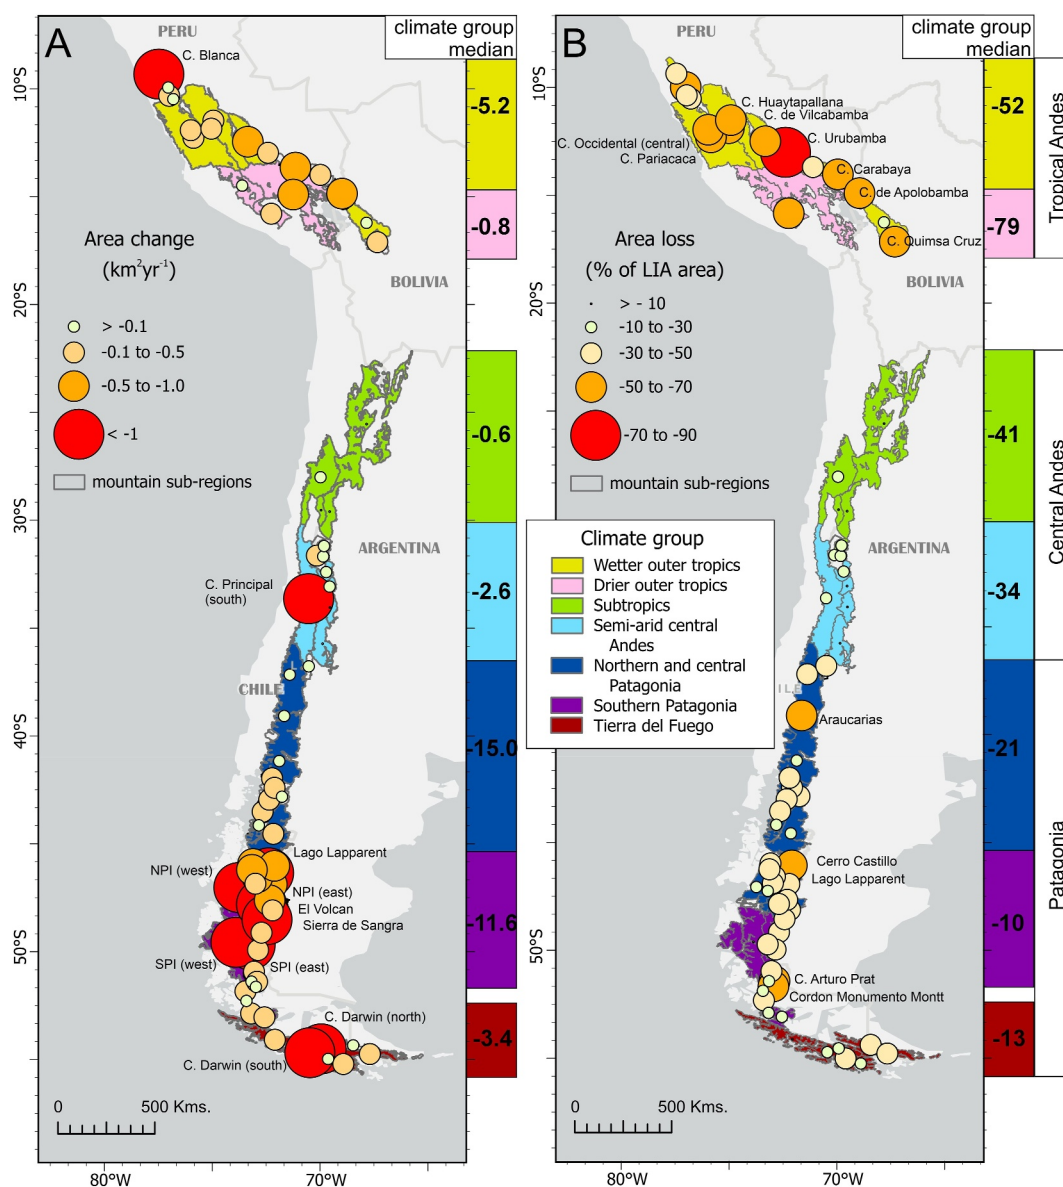 A
PERU
C. Blanca
climate group
median
10°S
-5.2
-0.8
Area change
(km²yr⁻¹)
BOLIVIA
20°S
> -0.1
-0.1 to -0.5
-0.5 to -1.0
< -1
mountain sub-regions
-0.6
30°S
ARGENTINA
C. Principal
(south)
-2.6
CHILE
40°S
-15.0
Lago Lapparent
NPI (west)
NPI (east)
El Volcan
Sierra de Sangra
-11.6
50°S
SPI (west)
SPI (east)
C. Darwin (north)
-3.4
C. Darwin (south)
0
500 Kms.
80°W
70°W
B
PERU
climate group
median
10°S
C. Huaytapallana
C. de Vilcabamba
C. Urubamba
C. Occidental (central)
C. Pariacaca
C. Carabaya
C. de Apolobamba
C. Quimsa Cruz
-52
-79
Tropical Andes
Area loss
(% of LIA area)
BOLIVIA
20°S
> - 10
-10 to -30
-30 to -50
-50 to -70
-70 to -90
mountain sub-regions
-41
Central Andes
ARGENTINA
-34
Climate group
Wetter outer tropics
Drier outer tropics
Subtropics
Semi-arid central
Andes
Northern and central
Patagonia
Southern Patagonia
Tierra del Fuego
ILE
Araucarias
-21
Patagonia
Cerro Castillo
Lago Lapparent
-10
50°S
C. Arturo Prat
Cordon Monumento Montt
-13
0
500 Kms.
80°W
70°W